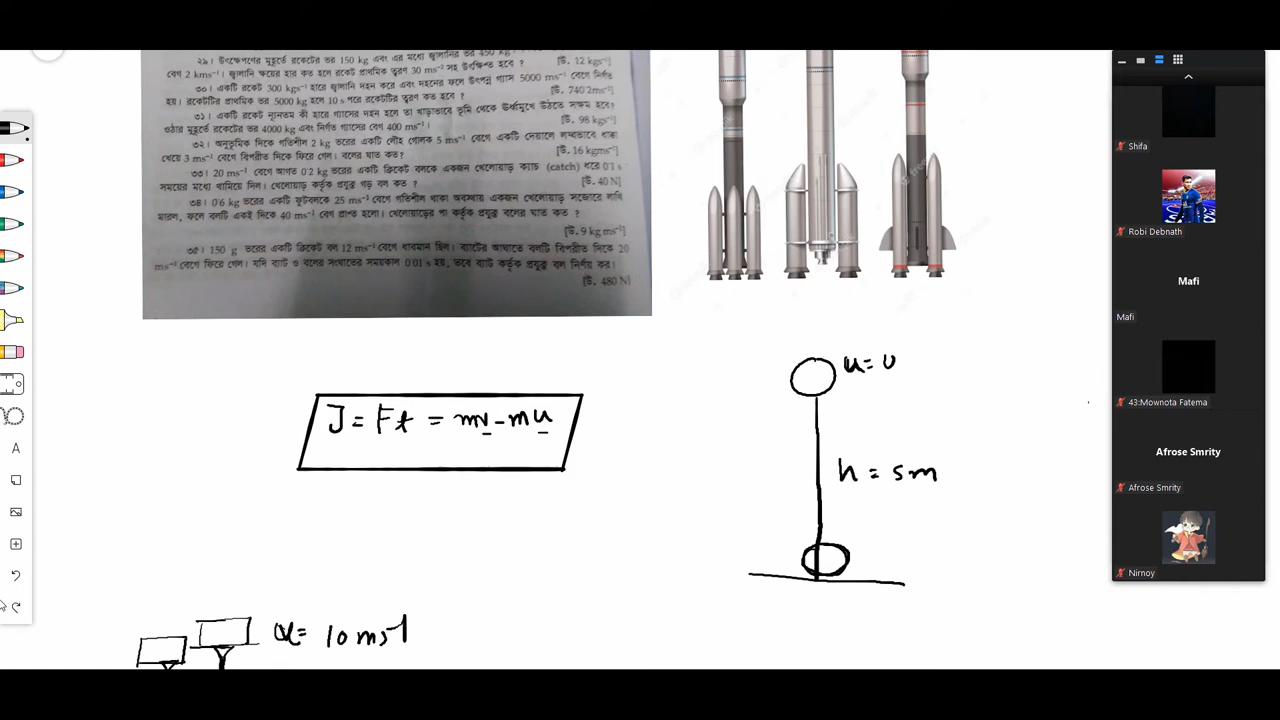 ২৯। উৎক্ষেপণের মুহূর্তে রকেটের ভর 150 kg এবং এর মধ্যে জ্বালানির ভর 450 kg
বেগ 2 kms⁻¹। জ্বালানি ক্ষয়ের হার কত হলে রকেট প্রাথমিক ত্বরণ 30 ms⁻² সহ উৎক্ষিপ্ত হবে ? [উ. 12 kgs⁻¹]
৩০। একটি রকেট 300 kgs⁻¹ হারে জ্বালানি দহন করে এবং দহনের ফলে উৎপন্ন গ্যাস 5000 ms⁻¹ বেগে নির্গত
হয়। রকেটটির প্রাথমিক ভর 5000 kg হলে 10 s পরে রকেটটির ত্বরণ কত হবে ? [উ. 740.2ms⁻²]
৩১। একটি রকেট ন্যূনতম কী হারে গ্যাসের দহন হলে তা খাড়াভাবে ভূমি থেকে ঊর্ধ্বমুখে উঠতে সক্ষম হবে?
ওঠার মুহূর্তে রকেটের ভর 4000 kg এবং নির্গত গ্যাসের বেগ 400 ms⁻¹। [উ. 98 kgs⁻¹]
৩২। অনুভূমিক দিকে গতিশীল 2 kg ভরের একটি লৌহ গোলক 5 ms⁻¹ বেগে একটি দেয়ালে লম্বভাবে ধাক্কা
খেয়ে 3 ms⁻¹ বেগে বিপরীত দিকে ফিরে গেল। বলের ঘাত কত? [উ. 16 kgms⁻¹]
৩৩। 20 ms⁻¹ বেগে আগত 0.2 kg ভরের একটি ক্রিকেট বলকে একজন খেলোয়াড় ক্যাচ (catch) ধরে 0.1 s
সময়ের মধ্যে থামিয়ে দিল। খেলোয়াড় কর্তৃক প্রযুক্ত গড় বল কত ? [উ. 40 N]
৩৪। 0.6 kg ভরের একটি ফুটবলকে 25 ms⁻¹ বেগে গতিশীল থাকা অবস্থায় একজন খেলোয়াড় সজোরে লাথি
মারল, ফলে বলটি একই দিকে 40 ms⁻¹ বেগ প্রাপ্ত হলো। খেলোয়াড়ের পা কর্তৃক প্রযুক্ত বলের ঘাত কত ?
[উ. 9 kg ms⁻¹]
৩৫। 150 g ভরের একটি ক্রিকেট বল 12 ms⁻¹ বেগে ধাবমান ছিল। ব্যাটের আঘাতে বলটি বিপরীত দিকে 20
ms⁻¹ বেগে ফিরে গেল। যদি ব্যাট ও বলের সংঘাতের সময়কাল 0.01 s হয়, তবে ব্যাট কর্তৃক প্রযুক্ত বল নির্ণয় কর।
[উ. 480 N]
J = Ft = mv - mu
u = 0
h = 5m
= 10 ms⁻¹
A
Shifa
Robi Debnath
Mafi
Mafi
43:Mownota Fatema
Afrose Smrity
Afrose Smrity
Nirnoy